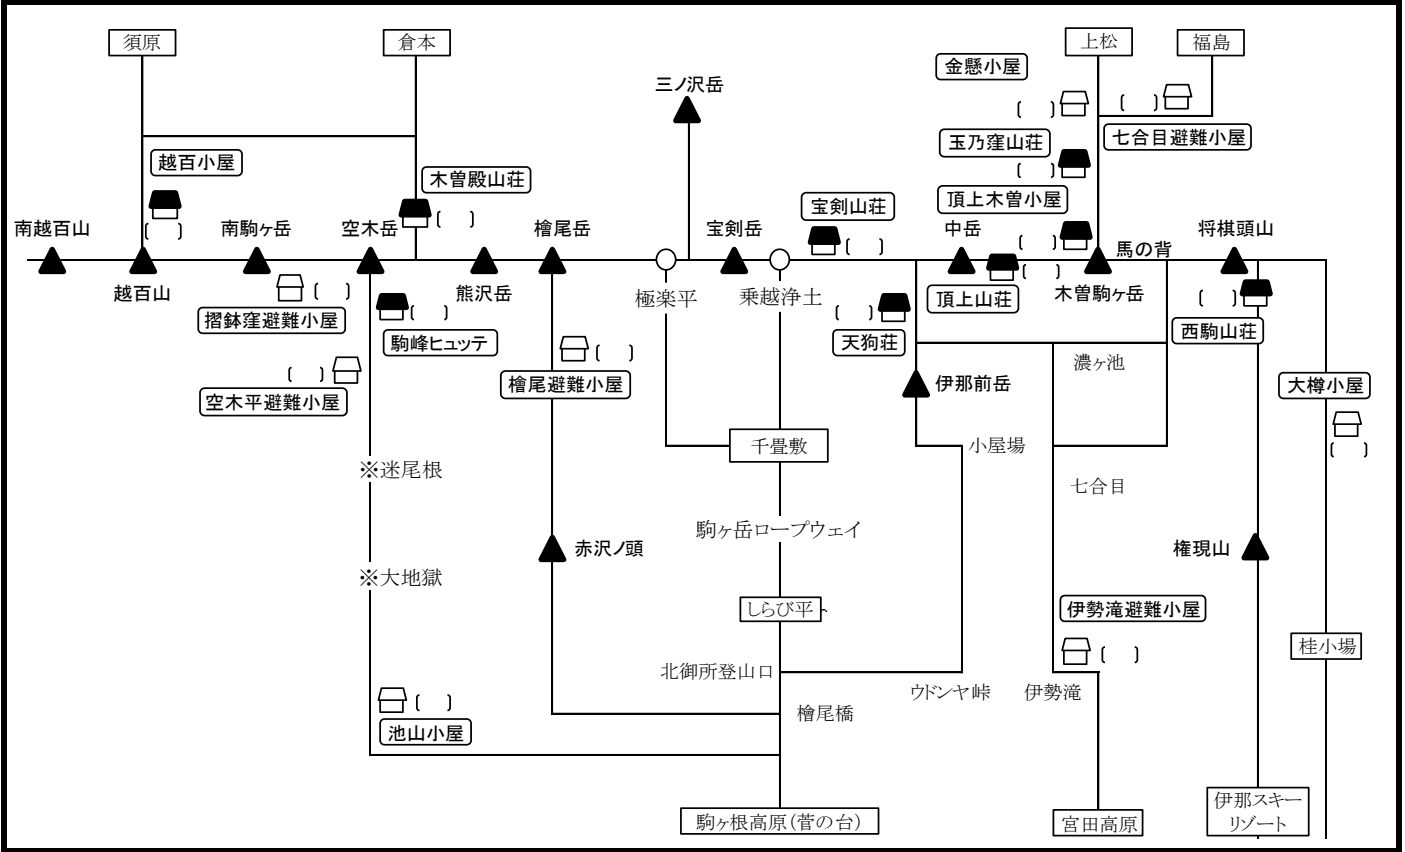 須原
倉本
上松
福島
金懸小屋
三ノ沢岳
〔 〕
〔 〕
玉乃窪山荘
七合目避難小屋
越百小屋
木曽殿山荘
〔 〕
頂上木曽小屋
宝剣山荘
〔 〕
〔 〕
南越百山
南駒ヶ岳
空木岳
檜尾岳
宝剣岳
〔 〕
中岳
〔 〕
馬の背
将棋頭山
越百山
〔 〕
熊沢岳
極楽平
乗越浄土
〔 〕
頂上山荘
木曽駒ヶ岳
〔 〕
摺鉢窪避難小屋
〔 〕
駒峰ヒュッテ
〔 〕
天狗荘
西駒山荘
〔 〕
空木平避難小屋
〔 〕
檜尾避難小屋
伊那前岳
濃ヶ池
大樽小屋
〔 〕
千畳敷
小屋場
※迷尾根
七合目
駒ヶ岳ロープウェイ
赤沢ノ頭
権現山
※大地獄
しらび平
伊勢滝避難小屋
〔 〕
桂小場
北御所登山口
ウドンヤ峠
伊勢滝
〔 〕
池山小屋
檜尾橋
駒ヶ根高原(菅の台)
宮田高原
伊那スキー
リゾート